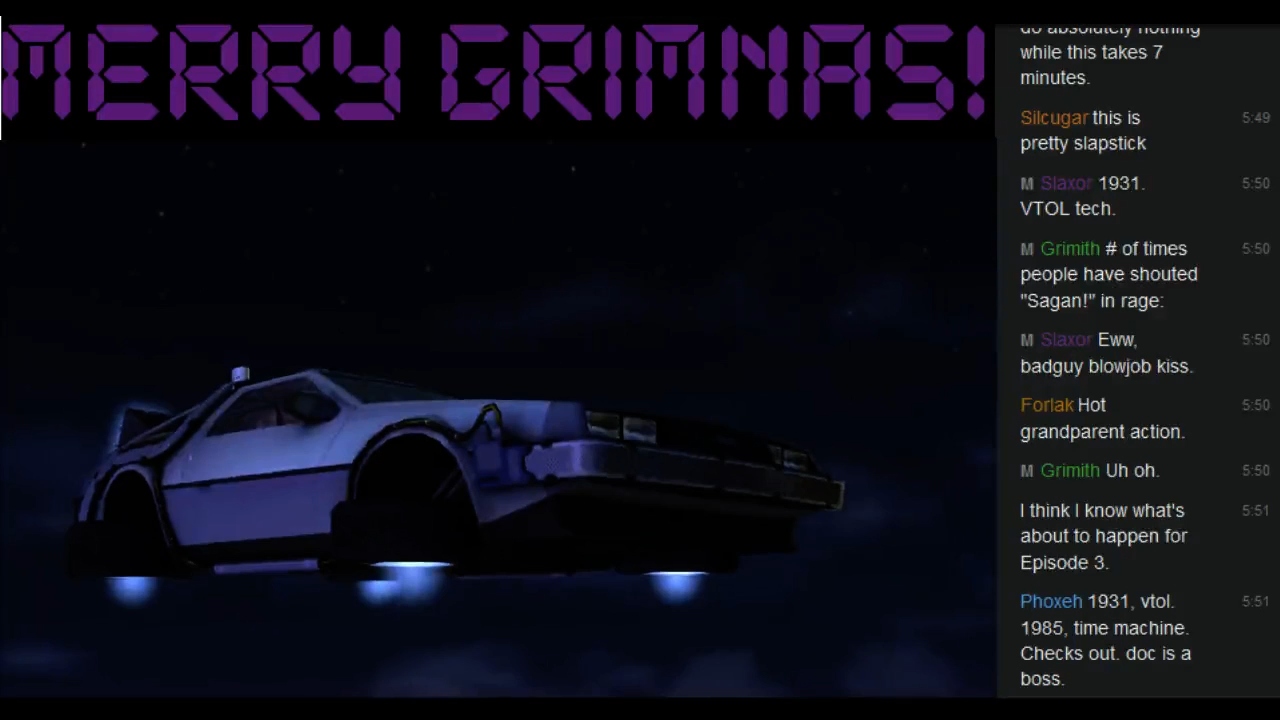 MERRY GRIMNAS!
do absolutely nothing
while this takes 7
minutes.
Silcugar this is 5:49
pretty slapstick
M Slaxor 1931. 5:50
VTOL tech.
M Grimith # of times 5:50
people have shouted
"Sagan!" in rage:
M Slaxor Eww, 5:50
badguy blowjob kiss.
Forlak Hot 5:50
grandparent action.
M Grimith Uh oh. 5:50
I think I know what's 5:51
about to happen for
Episode 3.
Phoxeh 1931, vtol. 5:51
1985, time machine.
Checks out. doc is a
boss.